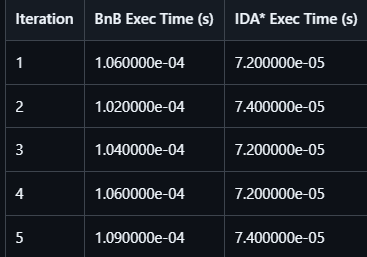 Iteration BnB Exec Time (s) IDA* Exec Time (s)
1 1.060000e-04 7.200000e-05
2 1.020000e-04 7.400000e-05
3 1.040000e-04 7.200000e-05
4 1.060000e-04 7.200000e-05
5 1.090000e-04 7.400000e-05